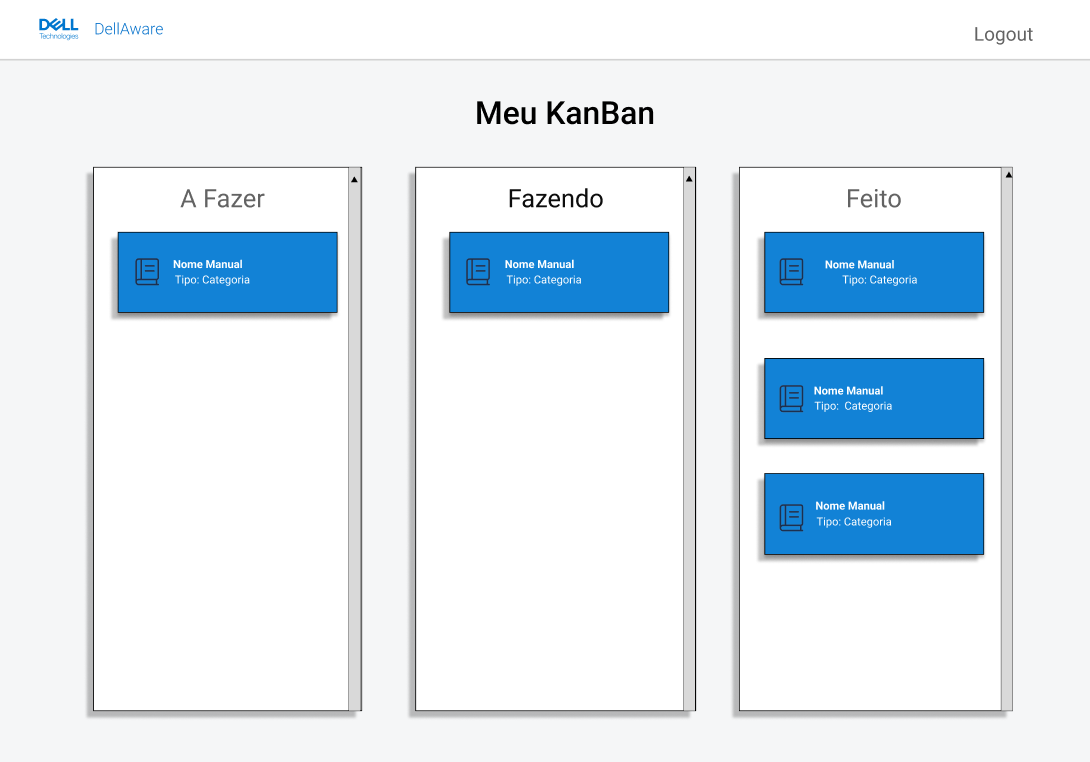 DELL
Technologies
DellAware
Logout
Meu KanBan
A Fazer
Nome Manual
Tipo: Categoria
Fazendo
Nome Manual
Tipo: Categoria
Feito
Nome Manual
Tipo: Categoria
Nome Manual
Tipo: Categoria
Nome Manual
Tipo: Categoria